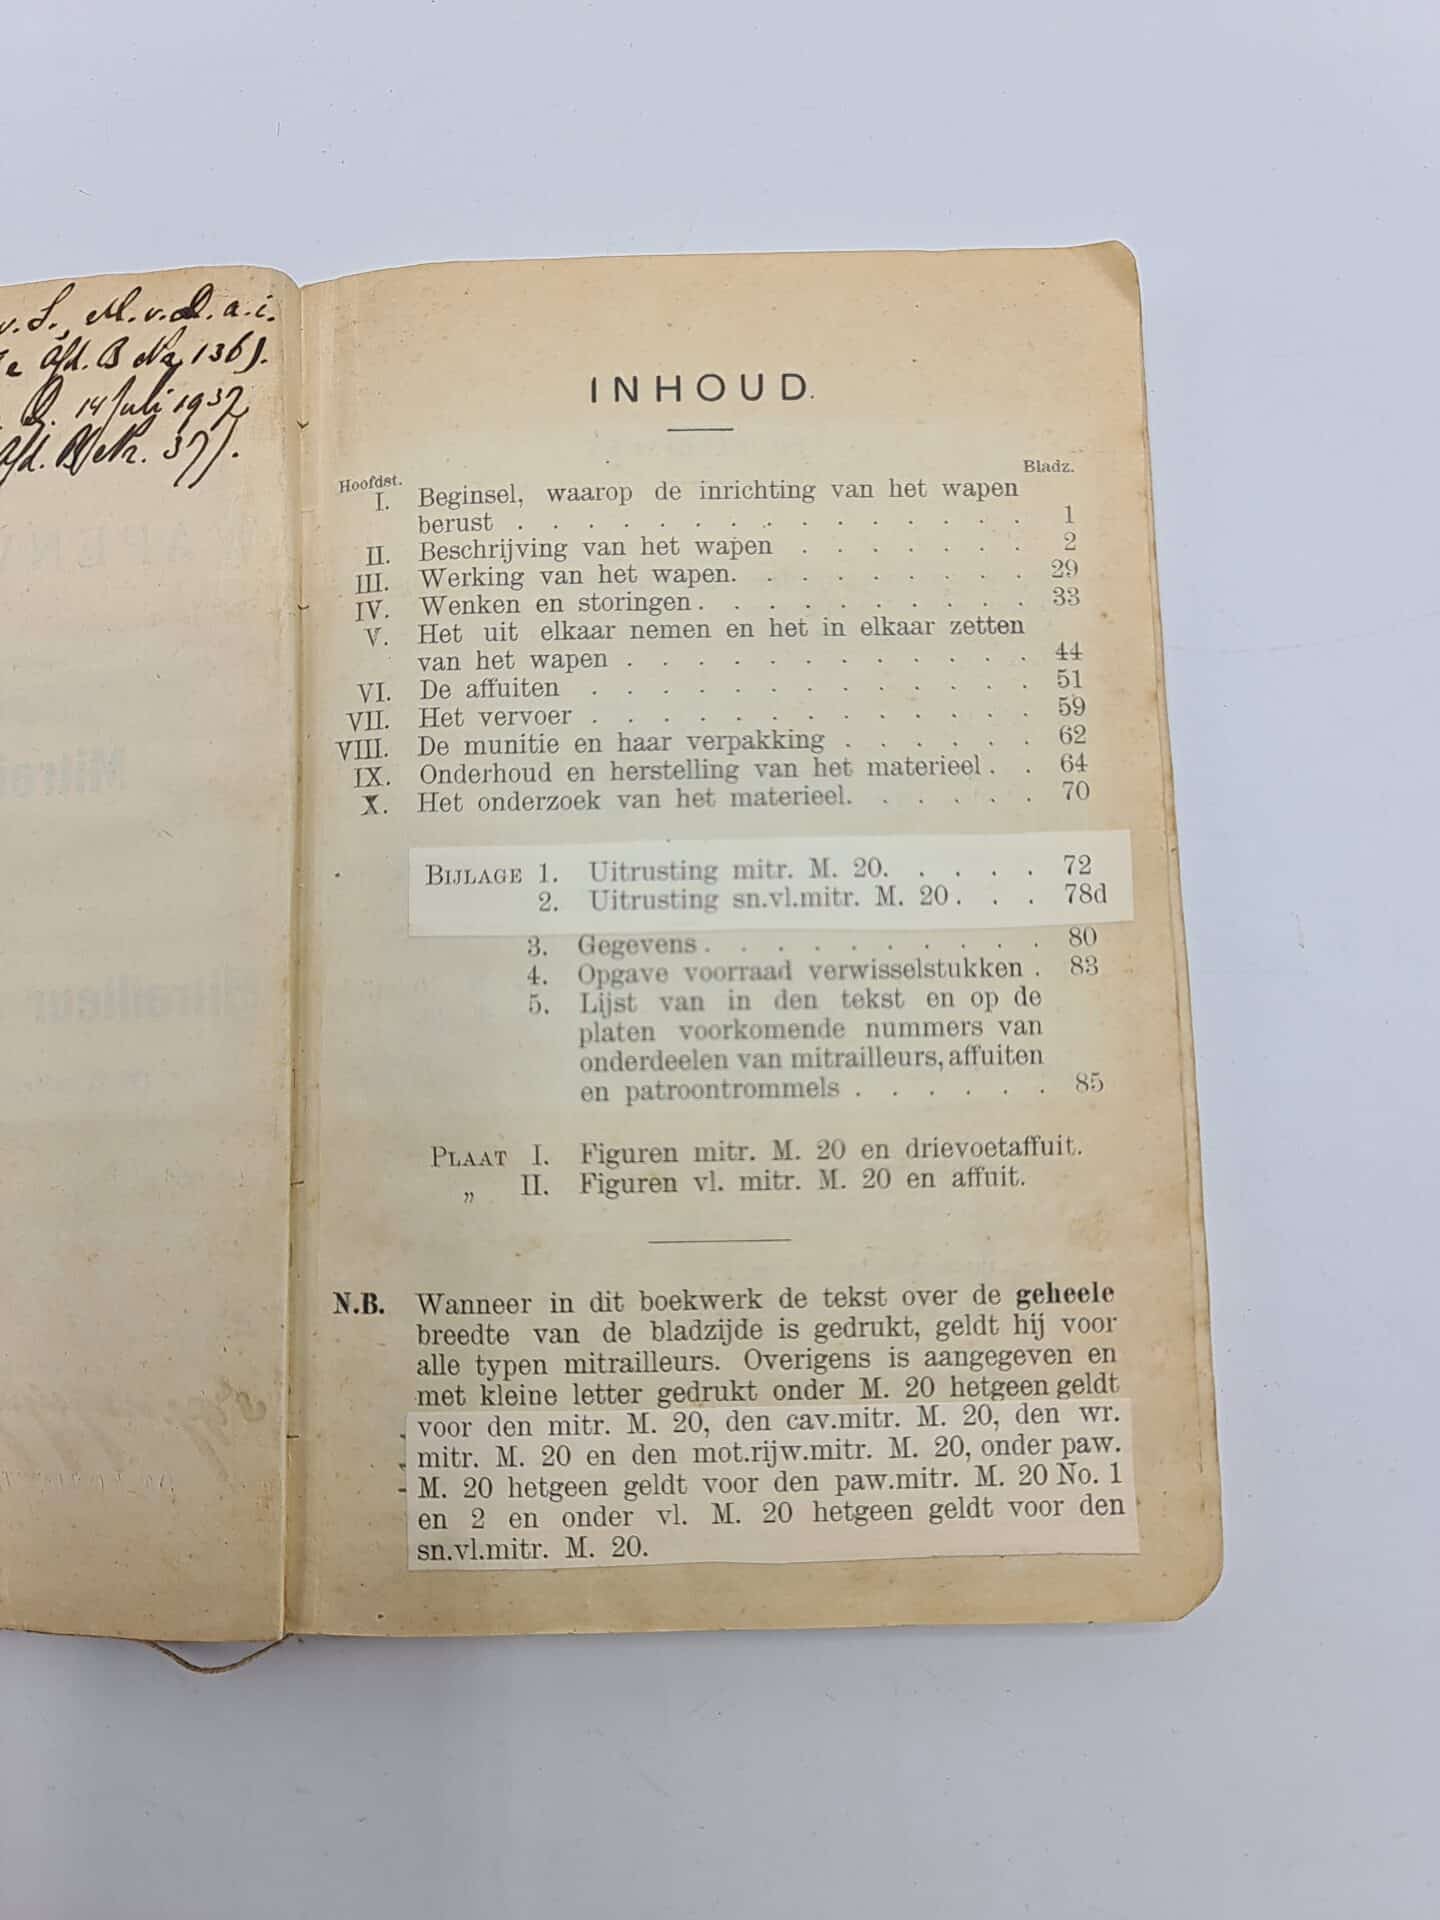 v. S., M.v.D. a.i.
Afd. B No 1361.
D. 14 Juli 1937,
Afd. B No. 371.
INHOUD.
Hoofdst. Bladz.
I. Beginsel, waarop de inrichting van het wapen
berust . . . . . . . . . . . . . . . 1
II. Beschrijving van het wapen . . . . . . . 2
III. Werking van het wapen. . . . . . . . . 29
IV. Wenken en storingen . . . . . . . . . . 33
V. Het uit elkaar nemen en het in elkaar zetten
van het wapen . . . . . . . . . . . . 44
VI. De affuiten . . . . . . . . . . . . . 51
VII. Het vervoer . . . . . . . . . . . . . 59
VIII. De munitie en haar verpakking . . . . . . 62
IX. Onderhoud en herstelling van het materieel . . 64
X. Het onderzoek van het materieel. . . . . . 70
BIJLAGE 1. Uitrusting mitr. M. 20. . . . . 72
2. Uitrusting sn.vl.mitr. M. 20 . . . 78d
3. Gegevens . . . . . . . . . . 80
4. Opgave voorraad verwisselstukken . 83
5. Lijst van in den tekst en op de
platen voorkomende nummers van
onderdeelen van mitrailleurs, affuiten
en patroontrommels . . . . . . 85
PLAAT I. Figuren mitr. M. 20 en drievoetaffuit.
„ II. Figuren vl. mitr. M. 20 en affuit.
N.B. Wanneer in dit boekwerk de tekst over de geheele
breedte van de bladzijde is gedrukt, geldt hij voor
alle typen mitrailleurs. Overigens is aangegeven en
met kleine letter gedrukt onder M. 20 hetgeen geldt
voor den mitr. M. 20, den cav.mitr. M. 20, den wr.
mitr. M. 20 en den mot.rijw.mitr. M. 20, onder paw.
M. 20 hetgeen geldt voor den paw.mitr. M. 20 No. 1
en 2 en onder vl. M. 20 hetgeen geldt voor den
sn.vl.mitr. M. 20.